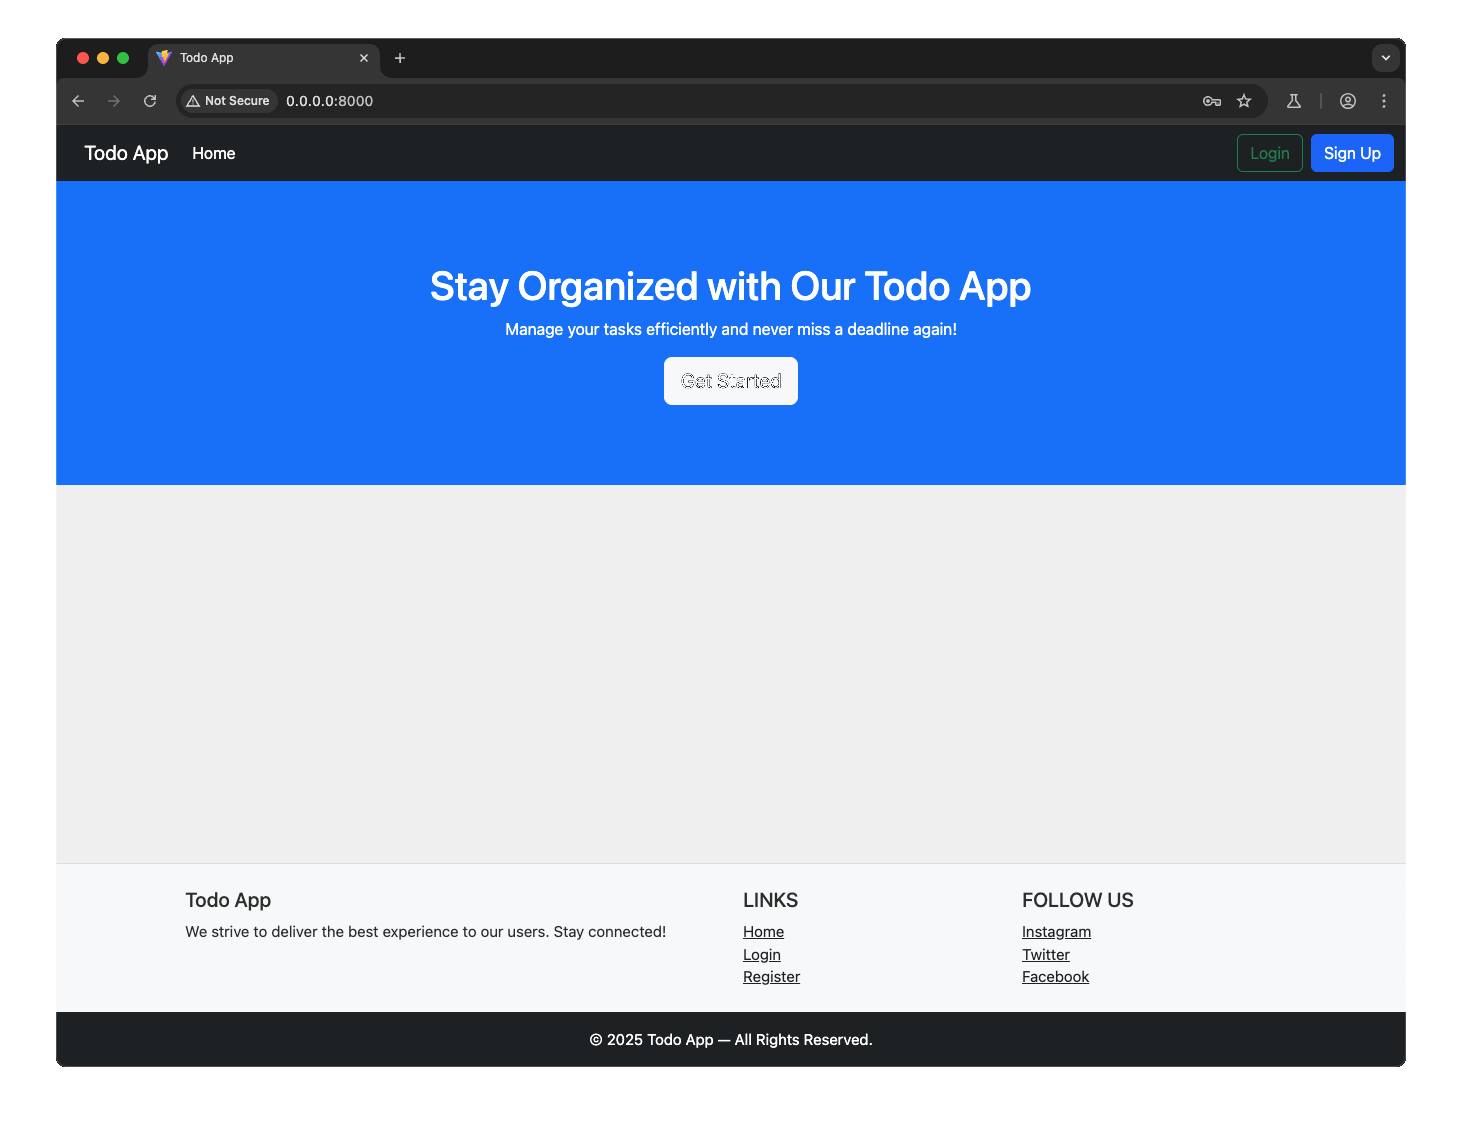 Todo App
Not Secure 0.0.0.0:8000
Todo App Home Login Sign Up
Stay Organized with Our Todo App
Manage your tasks efficiently and never miss a deadline again!
Get Started
Todo App
We strive to deliver the best experience to our users. Stay connected!
LINKS
Home
Login
Register
FOLLOW US
Instagram
Twitter
Facebook
© 2025 Todo App — All Rights Reserved.